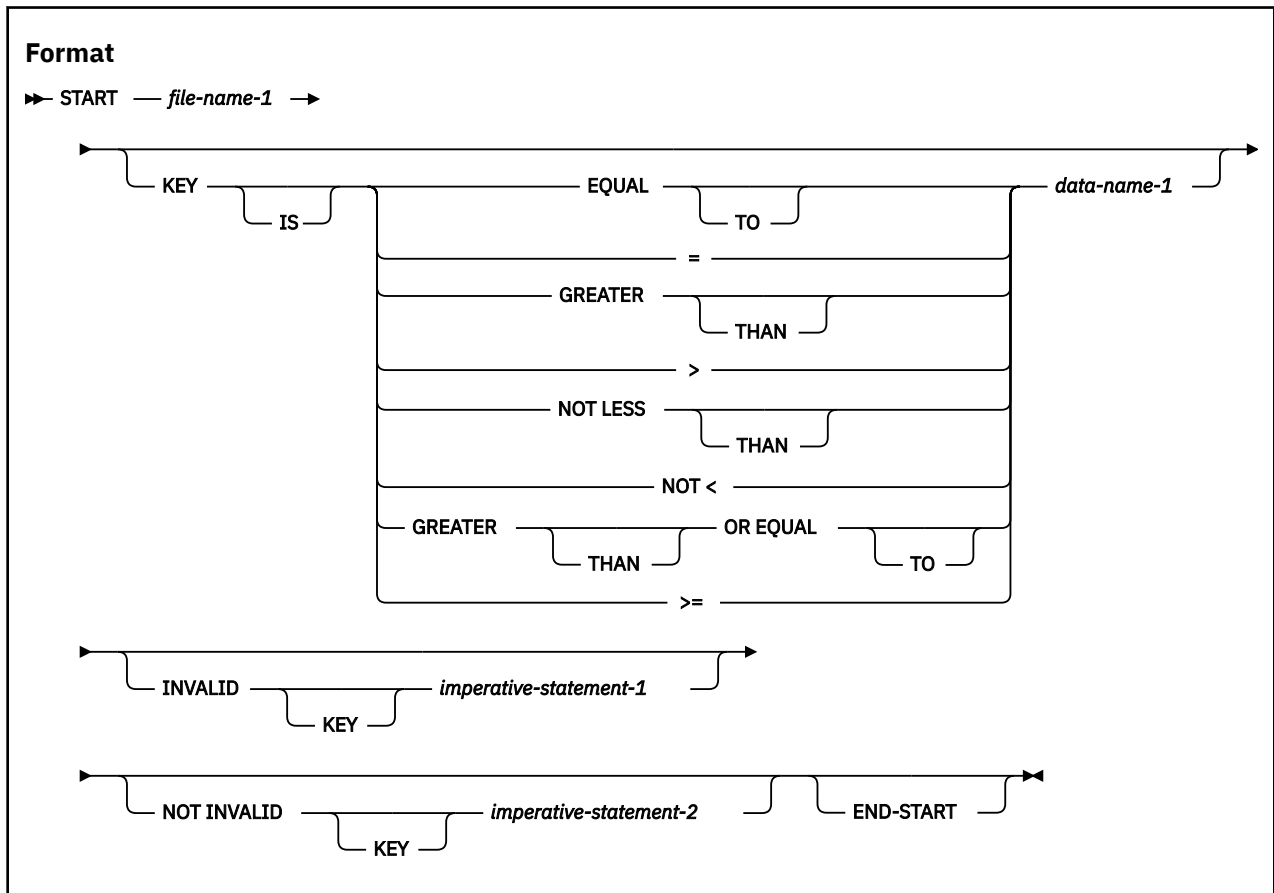 Format
START file-name-1
KEY EQUAL data-name-1
IS TO
=
GREATER
THAN
>
NOT LESS
THAN
NOT <
GREATER OR EQUAL
THAN TO
>=
INVALID imperative-statement-1
KEY
NOT INVALID imperative-statement-2 END-START
KEY